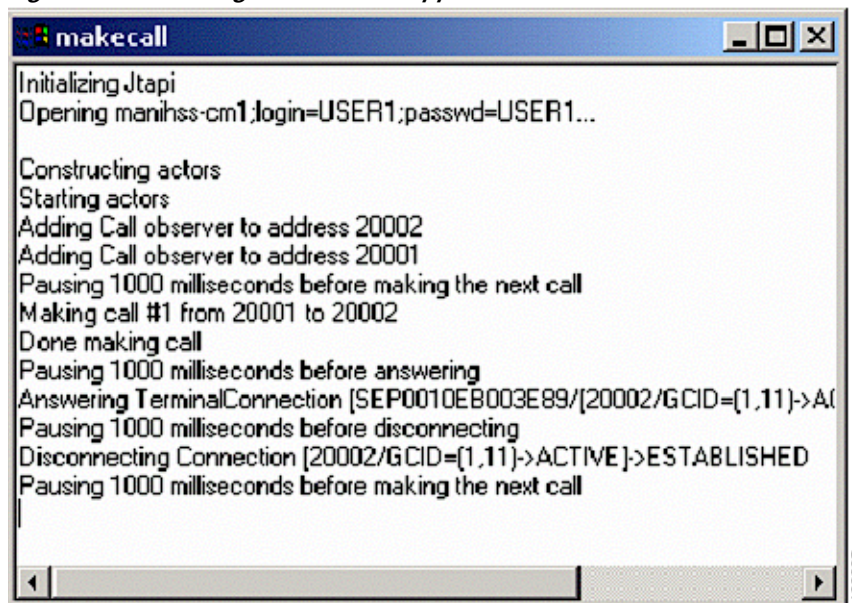 makecall
Initializing Jtapi
Opening manihss-cm1;login=USER1;passwd=USER1...
Constructing actors
Starting actors
Adding Call observer to address 20002
Adding Call observer to address 20001
Pausing 1000 milliseconds before making the next call
Making call #1 from 20001 to 20002
Done making call
Pausing 1000 milliseconds before answering
Answering TerminalConnection [SEP0010EB003E89/[20002/GCID=(1,11)->A
Pausing 1000 milliseconds before disconnecting
Disconnecting Connection [20002/GCID=(1,11)->ACTIVE]->ESTABLISHED
Pausing 1000 milliseconds before making the next call